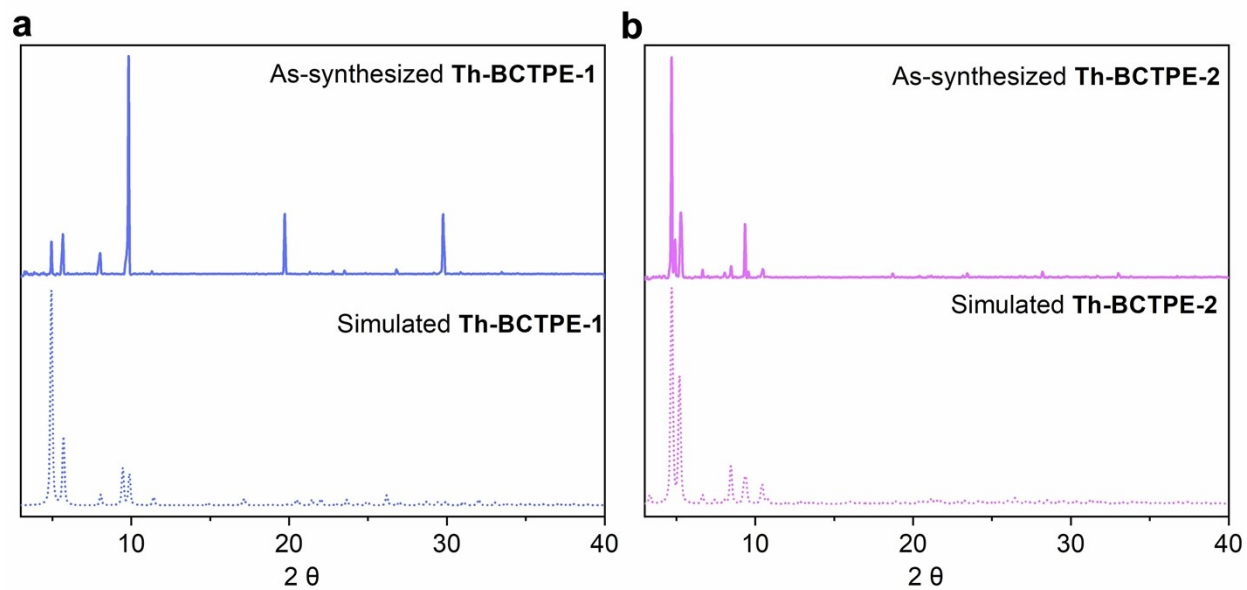 a
As-synthesized Th-BCTPE-1
Simulated Th-BCTPE-1
10 20 30 40
2 θ
b
As-synthesized Th-BCTPE-2
Simulated Th-BCTPE-2
10 20 30 40
2 θ